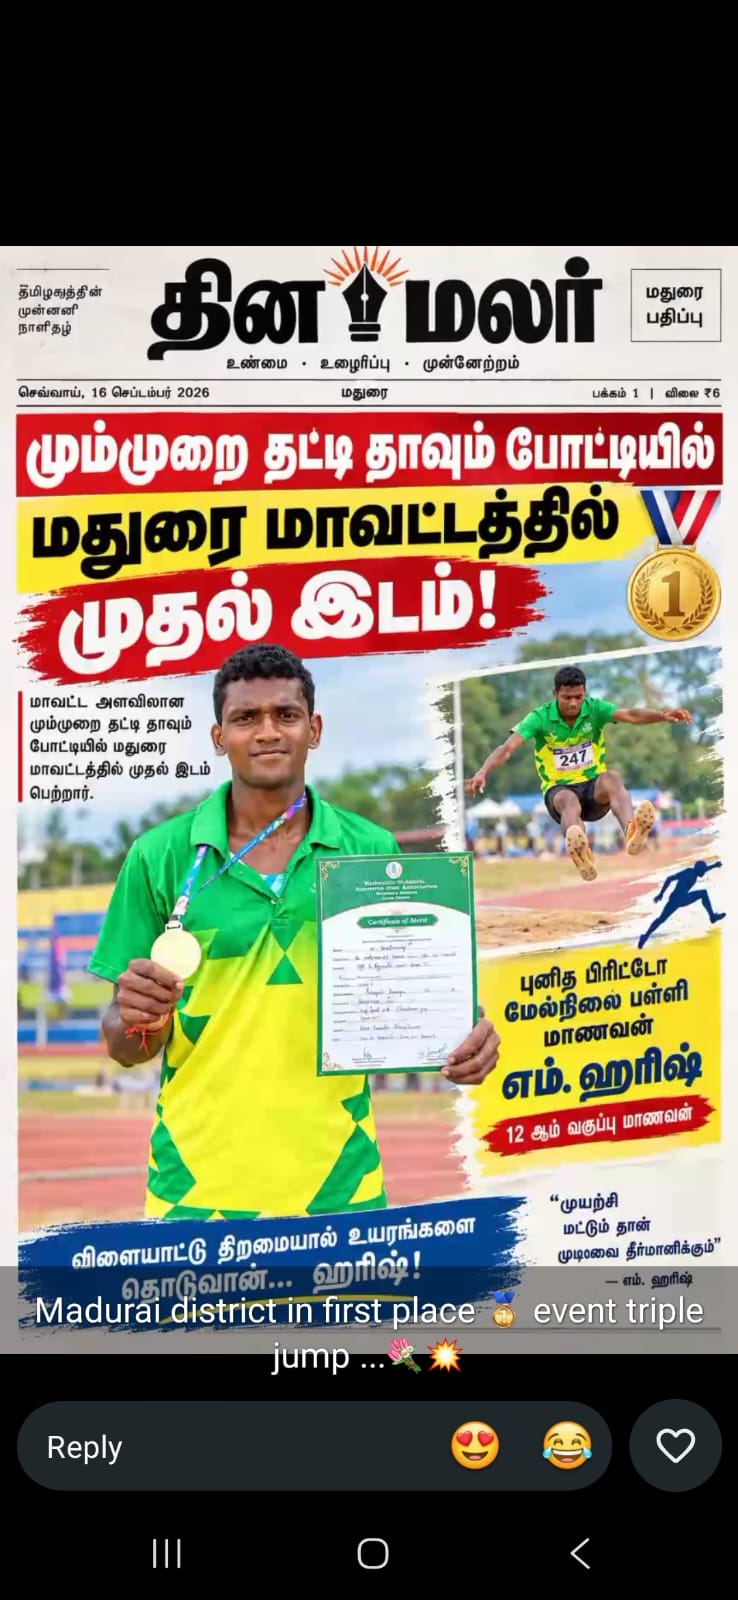 தமிழகத்தின்
முன்னனி
நாளிதழ்
தினமலர்
மதுரை
பதிப்பு
உண்மை · உழைப்பு · முன்னேற்றம்
செவ்வாய், 16 செப்டம்பர் 2026
மதுரை
பக்கம் 1 | விலை ₹6
மும்முறை தட்டி தாவும் போட்டியில்
மதுரை மாவட்டத்தில்
முதல் இடம்!
1
மாவட்ட அளவிலான
மும்முறை தட்டி தாவும்
போட்டியில் மதுரை
மாவட்டத்தில் முதல் இடம்
பெற்றார்.
247
Certificate of Merit
புனித பிரிட்டோ
மேல்நிலை பள்ளி
மாணவன்
எம். ஹரிஷ்
12 ஆம் வகுப்பு மாணவன்
விளையாட்டு திறமையால் உயரங்களை
தொடுவான்... ஹரிஷ்!
“முயற்சி
மட்டும் தான்
முடிவை தீர்மானிக்கும்”
— எம். ஹரிஷ்
Madurai district in first place 🏅 event triple
jump ...💐💥
Reply